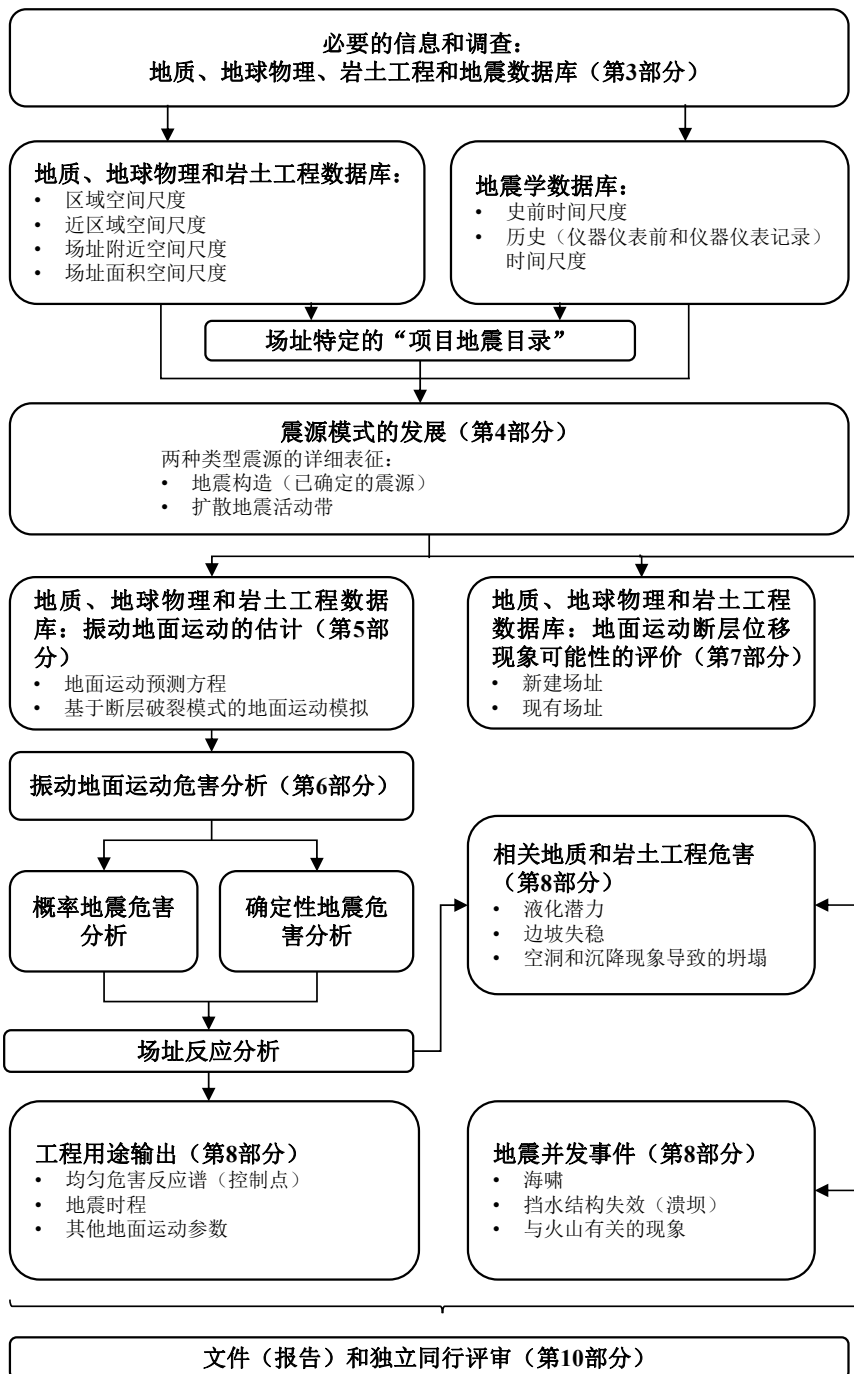 必要的信息和调查：
地质、地球物理、岩土工程和地震数据库（第3部分）
地质、地球物理和岩土工程数据库：
• 区域空间尺度
• 近区域空间尺度
• 场址附近空间尺度
• 场址面积空间尺度
地震学数据库：
• 史前时间尺度
• 历史（仪器仪表前和仪器仪表记录）
时间尺度
场址特定的“项目地震目录”
震源模式的发展（第4部分）
两种类型震源的详细表征：
• 地震构造（已确定的震源）
• 扩散地震活动带
地质、地球物理和岩土工程数据
库：振动地面运动的估计（第5部
分）
• 地面运动预测方程
• 基于断层破裂模式的地面运动模拟
地质、地球物理和岩土工程
数据库：地面运动断层位移
现象可能性的评价（第7部分）
• 新建场址
• 现有场址
振动地面运动危害分析（第6部分）
概率地震危害
分析
确定性地震危
害分析
相关地质和岩土工程危害
（第8部分）
• 液化潜力
• 边坡失稳
• 空洞和沉降现象导致的坍塌
场址反应分析
工程用途输出（第8部分）
• 均匀危害反应谱（控制点）
• 地震时程
• 其他地面运动参数
地震并发事件（第8部分）
• 海啸
• 挡水结构失效（溃坝）
• 与火山有关的现象
文件（报告）和独立同行评审（第10部分）